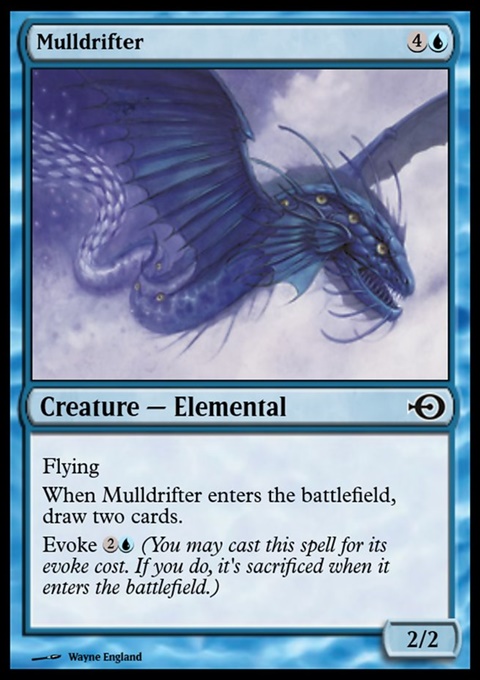 Mulldrifter 4
Creature — Elemental
Flying
When Mulldrifter enters the battlefield,
draw two cards.
Evoke 2 (You may cast this spell for its
evoke cost. If you do, it's sacrificed when it
enters the battlefield.)
2/2
Wayne England